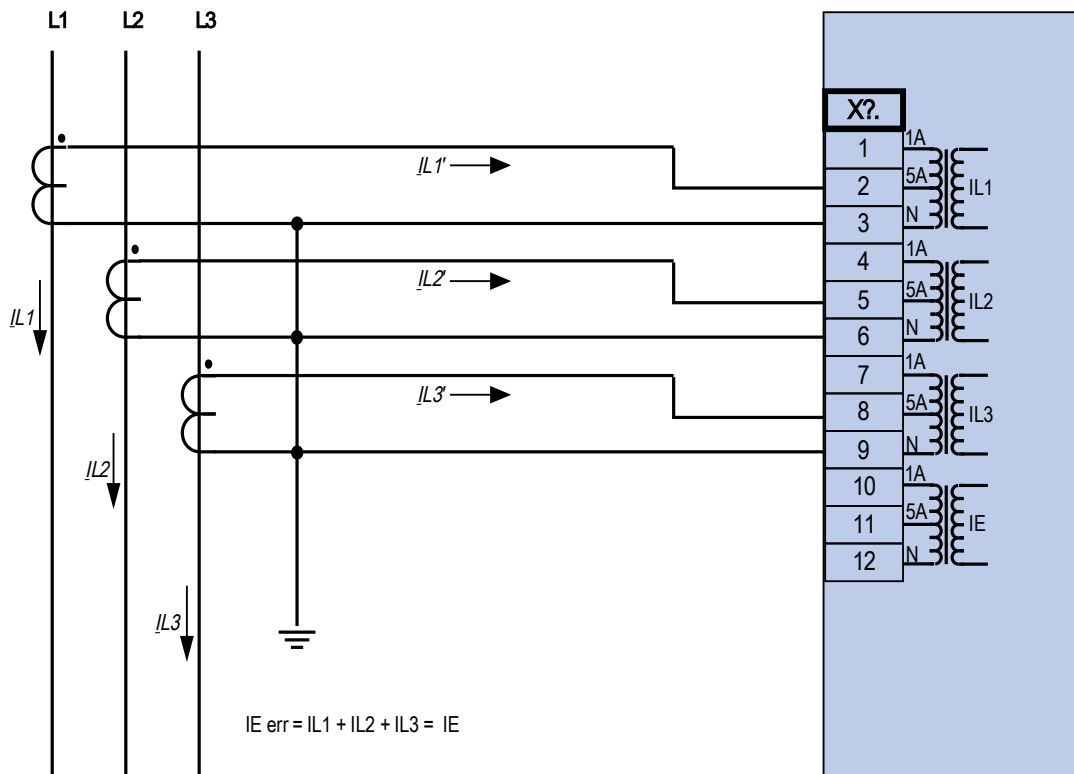 L1 L2 L3
X?.
1 1A
IL1'
2 5A IL1
3 N
4 1A
IL2'
5 5A IL2
IL1
6 N
7 1A
IL3'
8 5A IL3
9 N
IL2
10 1A
11 5A IE
12 N
IL3
IE err = IL1 + IL2 + IL3 = IE